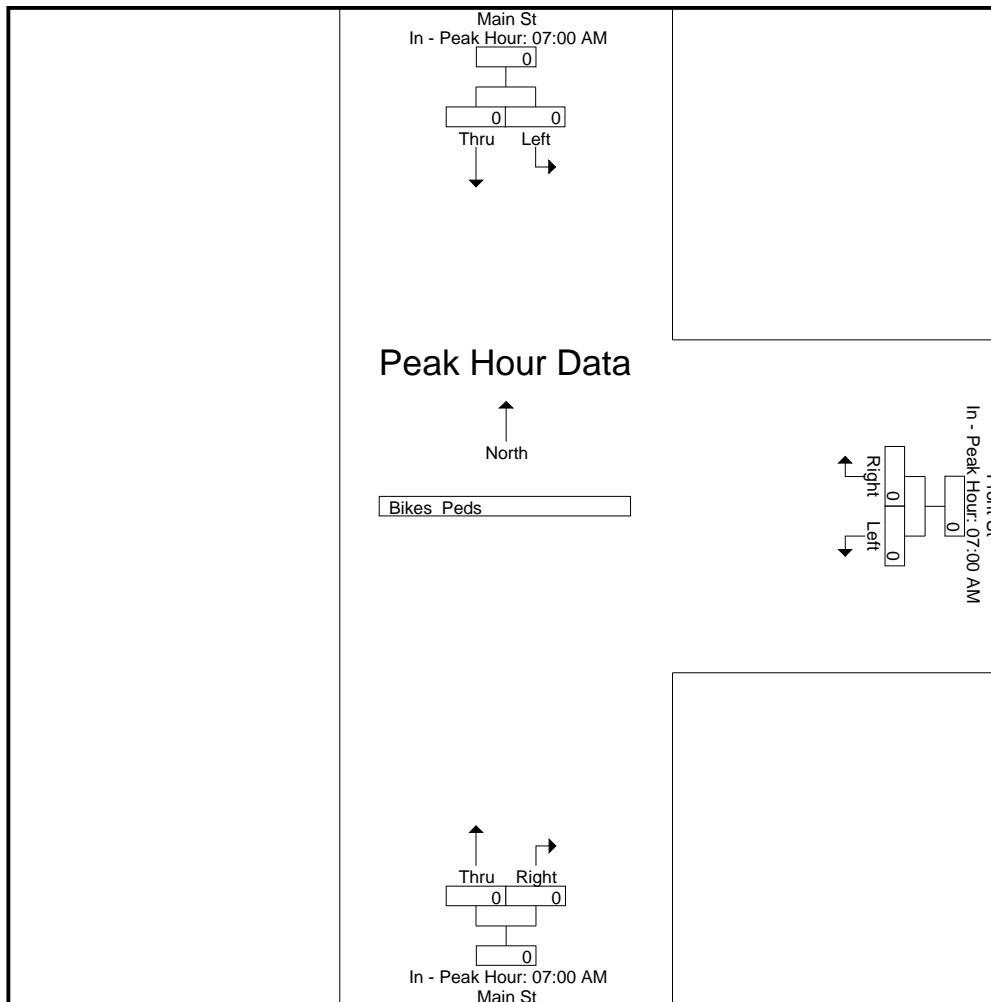 Main St
In - Peak Hour: 07:00 AM
0
0 0
Thru Left
Peak Hour Data
North
Bikes Peds
Right
0
Left
0
0
In - Peak Hour: 07:00 AM
St
Thru Right
0 0
0
In - Peak Hour: 07:00 AM
Main St